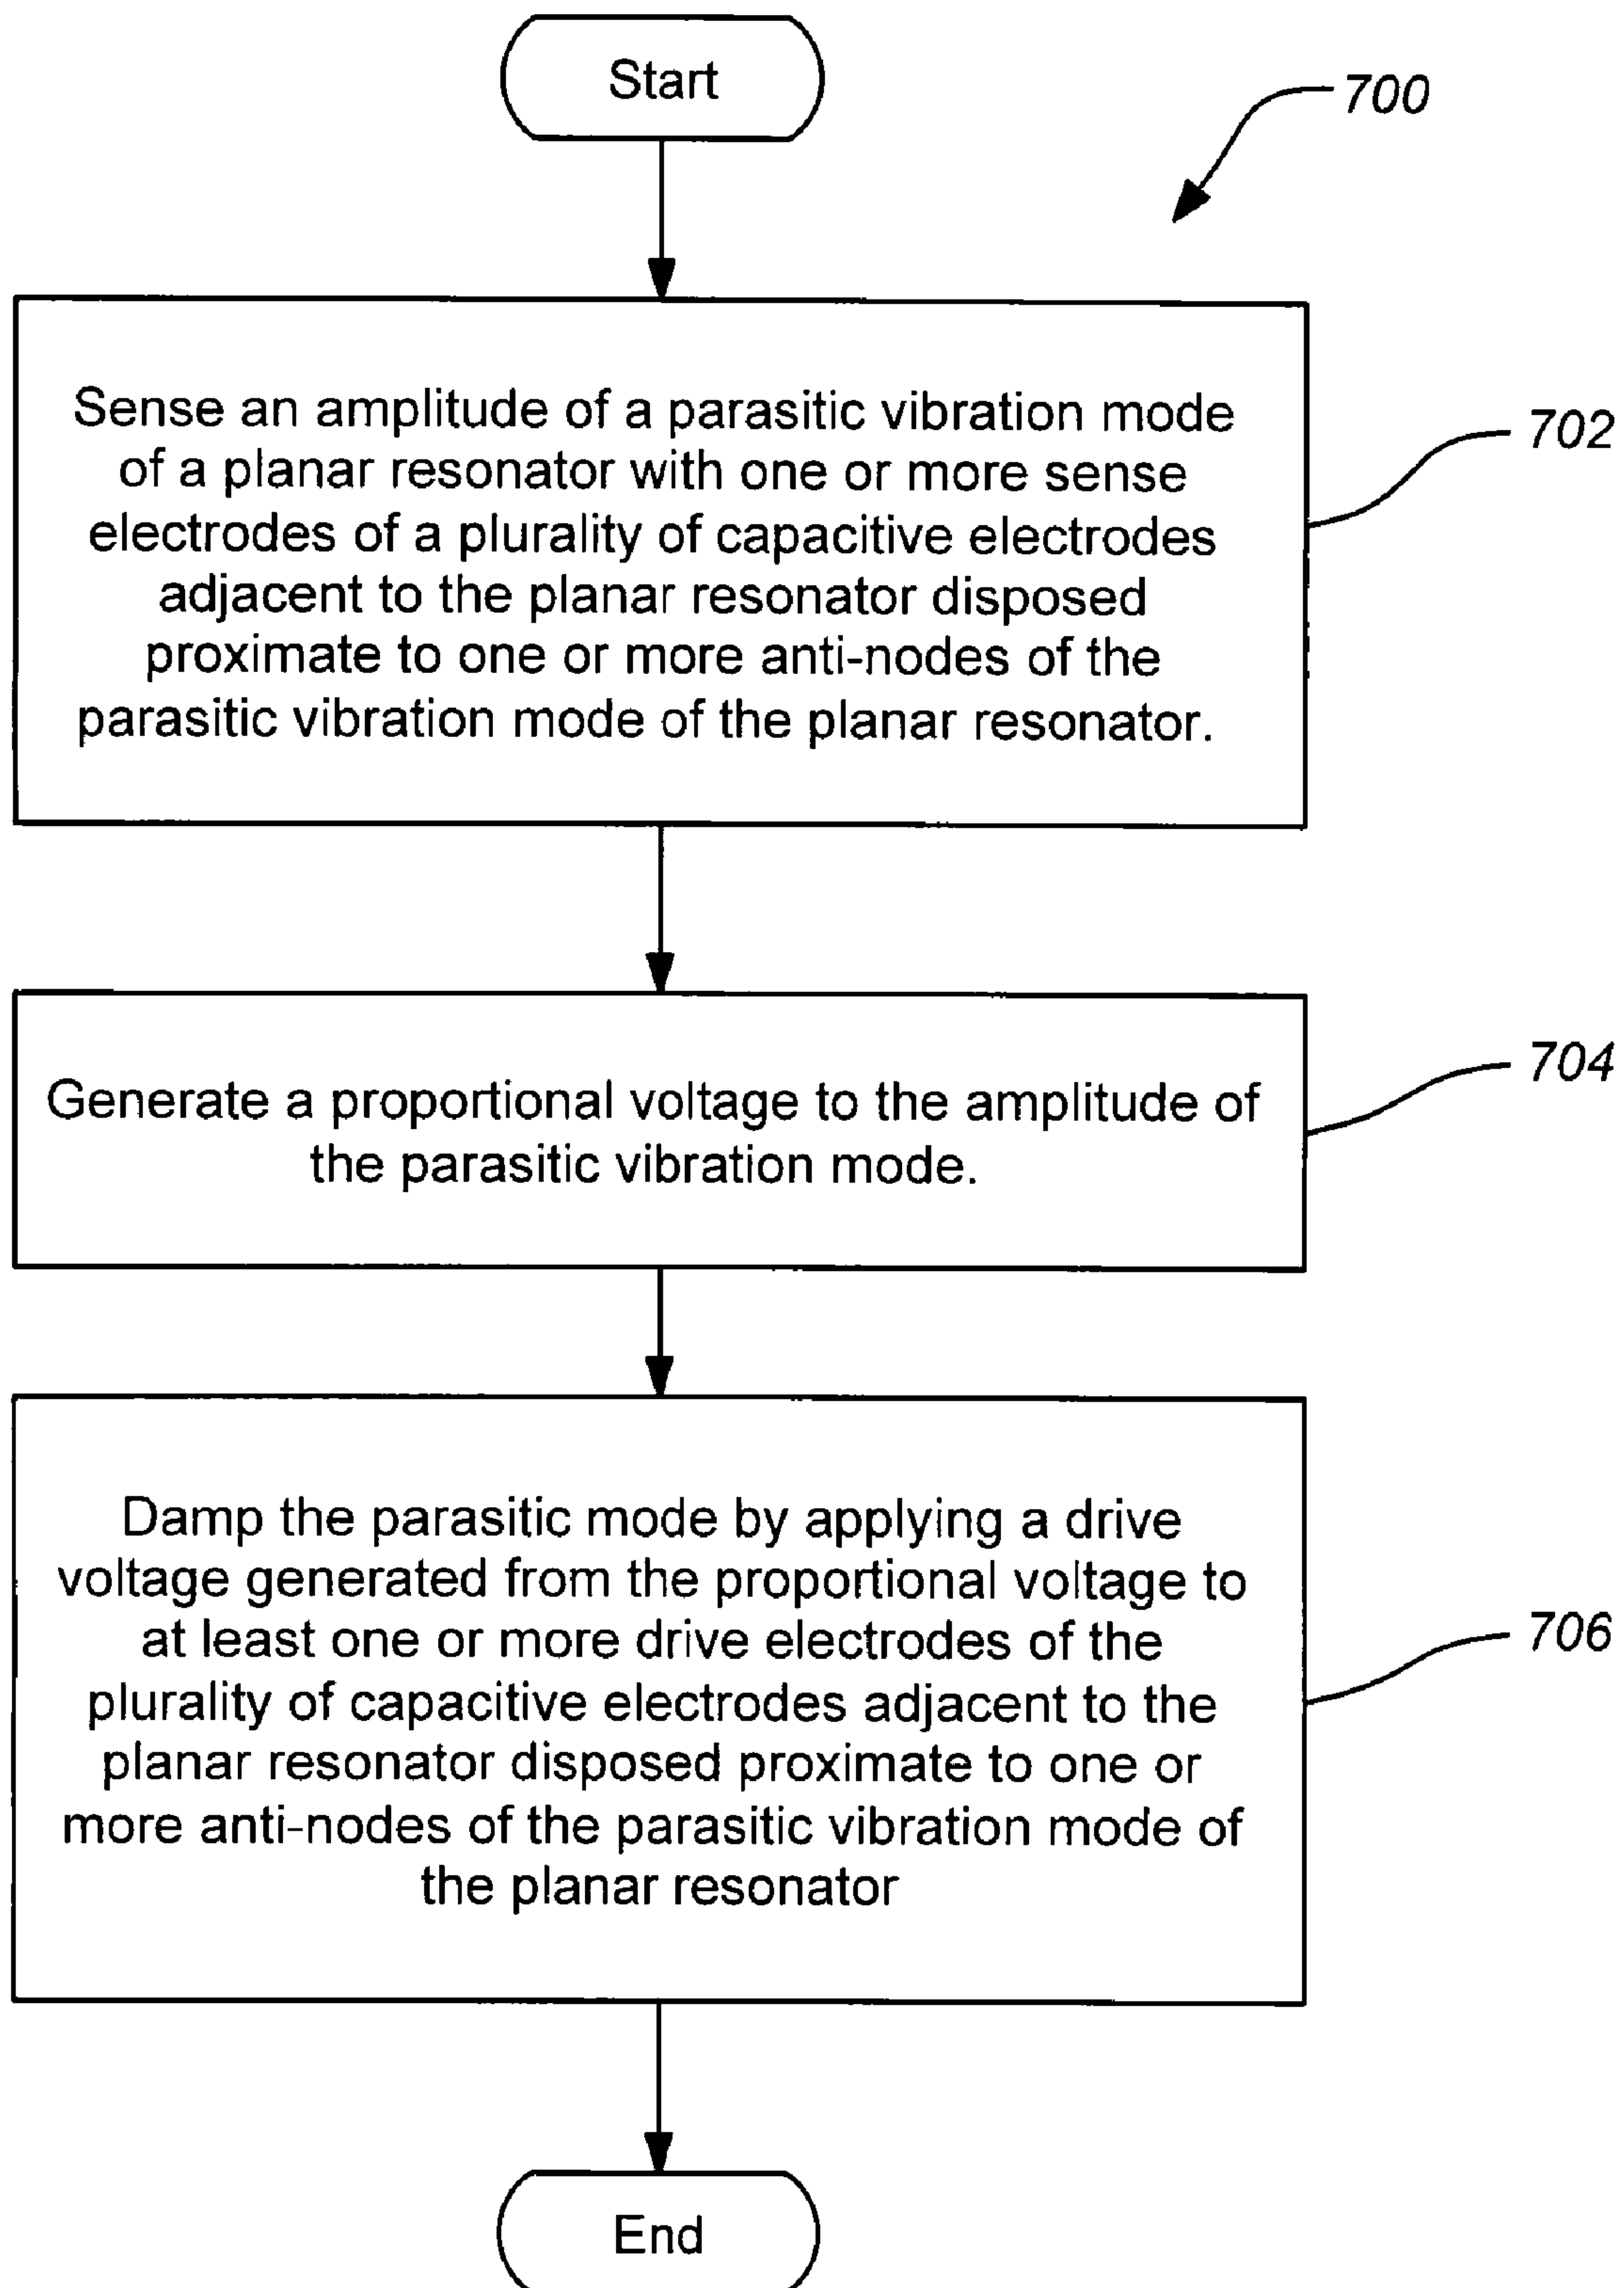 Start
700
Sense an amplitude of a parasitic vibration mode
of a planar resonator with one or more sense
electrodes of a plurality of capacitive electrodes
adjacent to the planar resonator disposed
proximate to one or more anti-nodes of the
parasitic vibration mode of the planar resonator.
702
Generate a proportional voltage to the amplitude of
the parasitic vibration mode.
704
Damp the parasitic mode by applying a drive
voltage generated from the proportional voltage to
at least one or more drive electrodes of the
plurality of capacitive electrodes adjacent to the
planar resonator disposed proximate to one or
more anti-nodes of the parasitic vibration mode of
the planar resonator
706
End